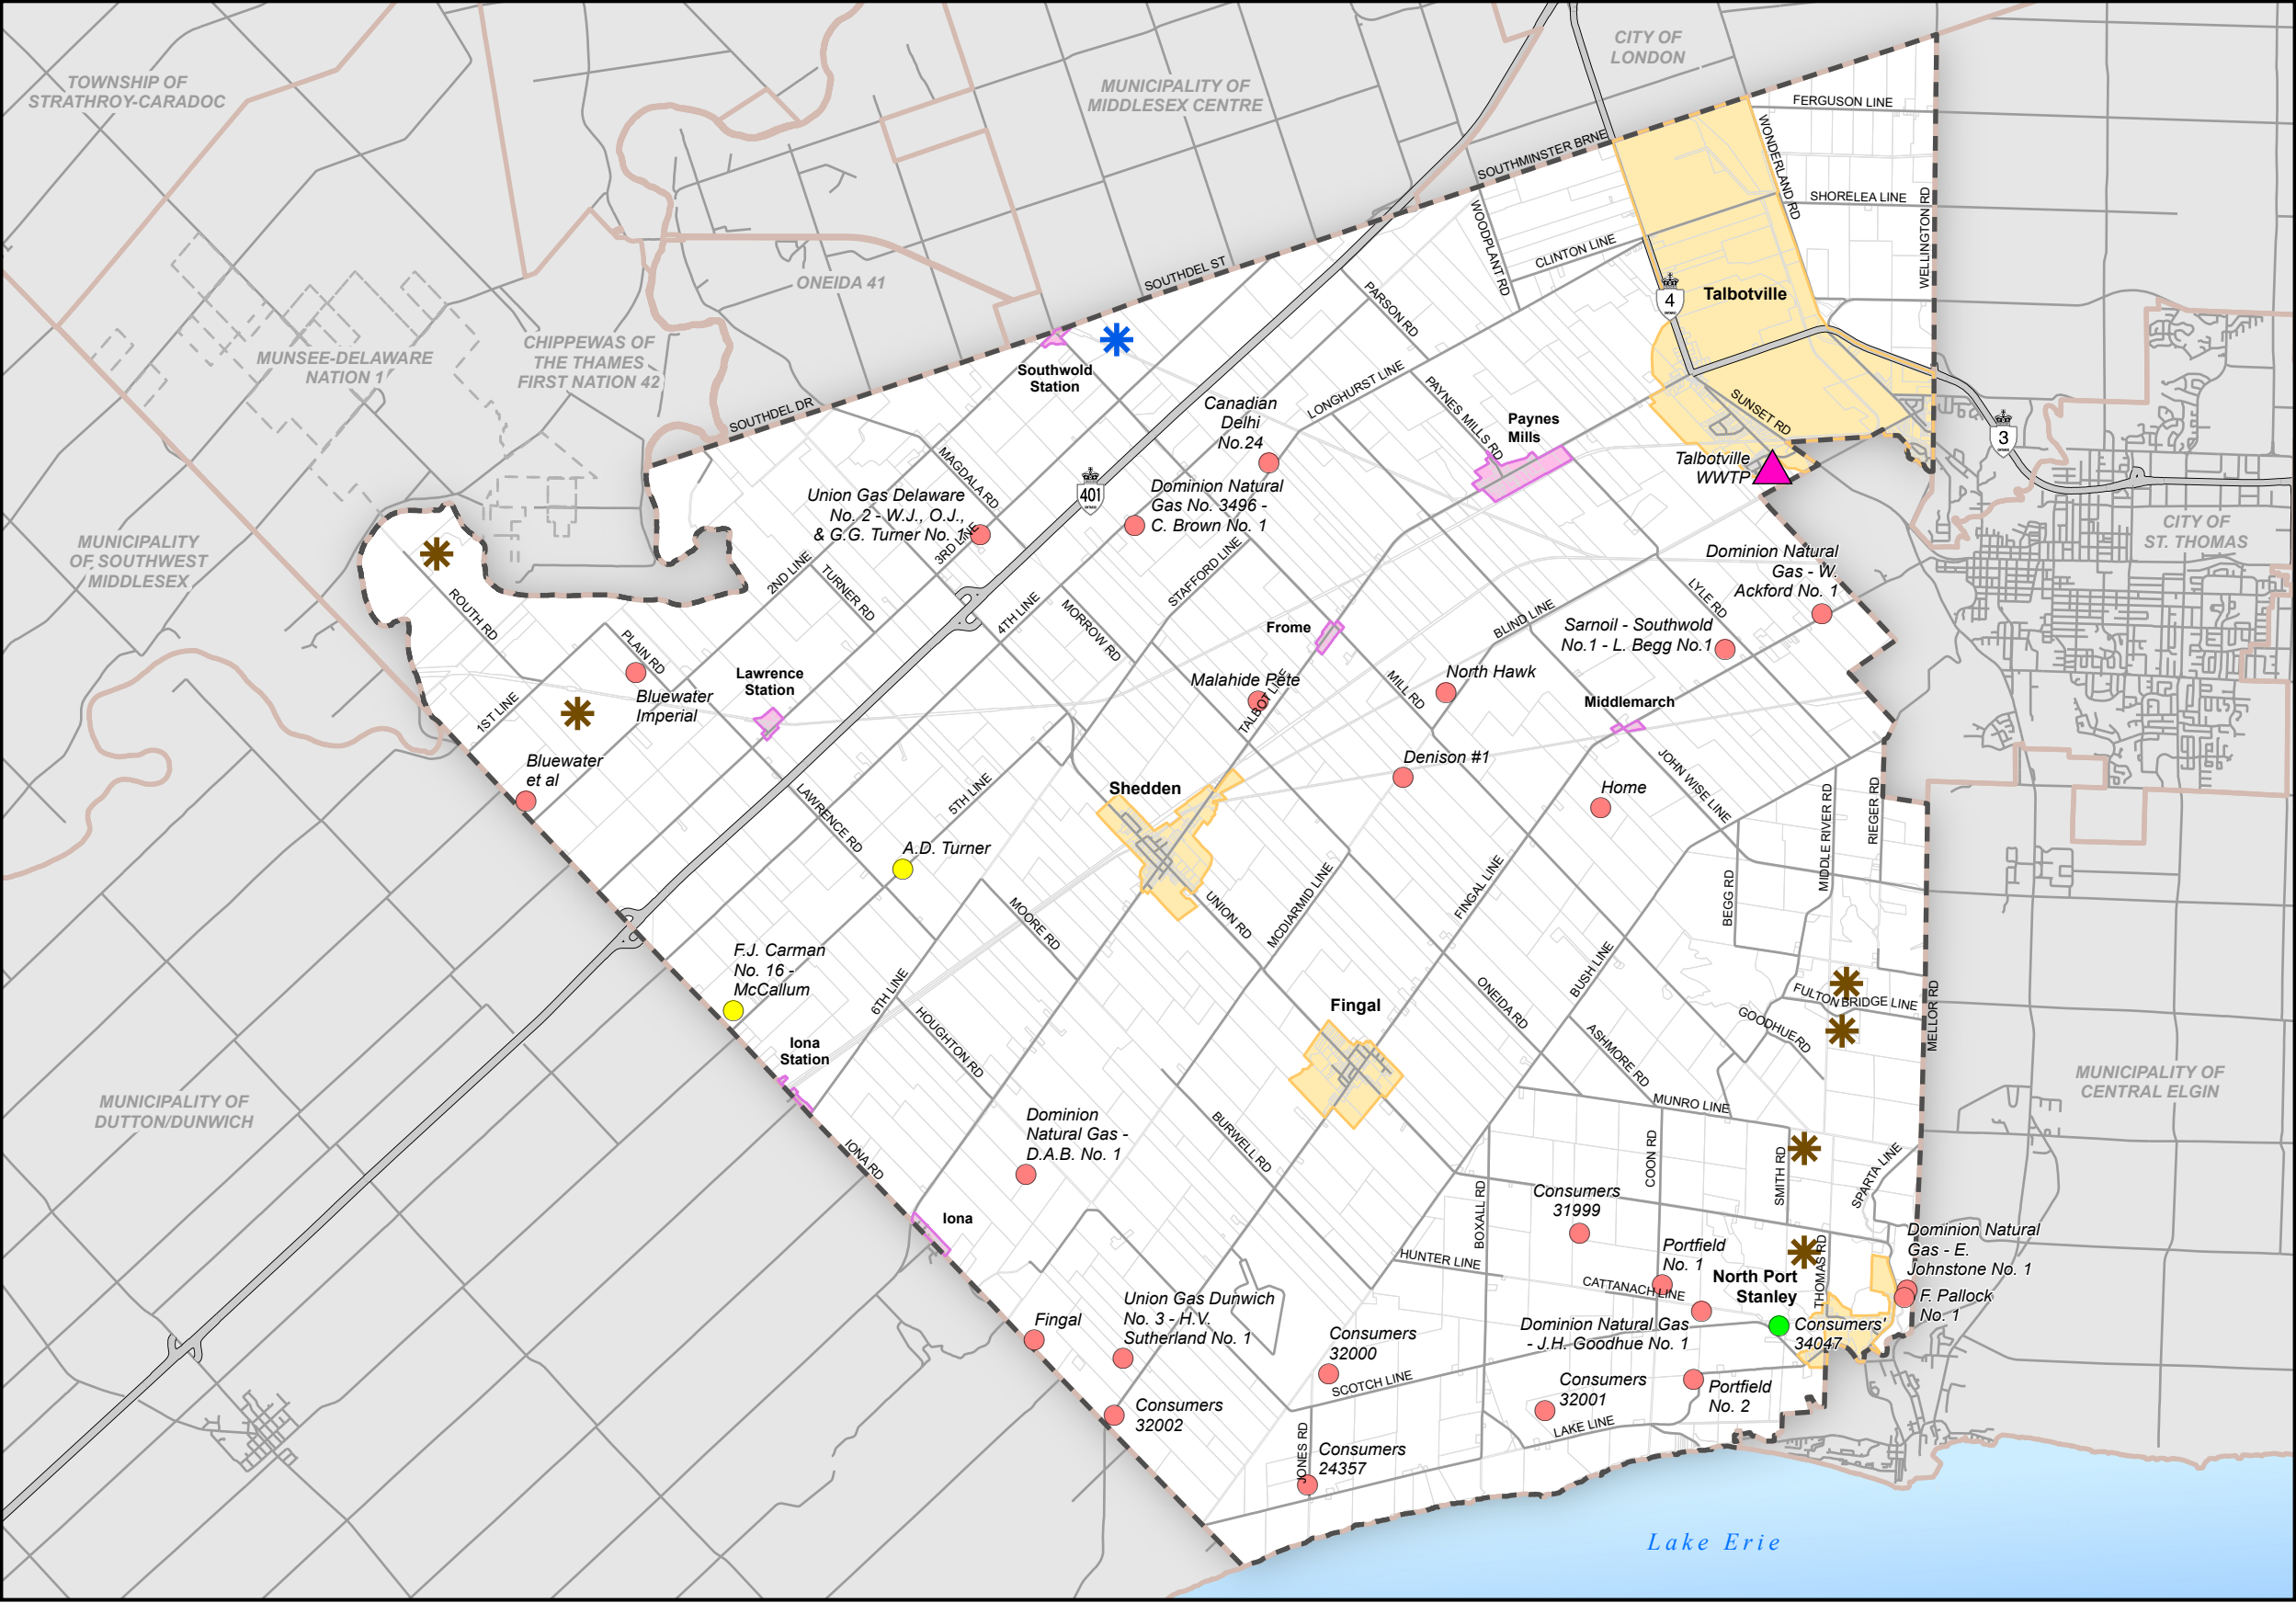 TOWNSHIP OF
STRATHROY-CARADOC
MUNICIPALITY OF
MIDDLESEX CENTRE
CITY OF
LONDON
FERGUSON LINE
WONDERLAND RD
SOUTHMINSTER BRNE
SHORELEA LINE
WELLINGTON RD
WOODPLANT RD
CLINTON LINE
SOUTHDEL ST
ONEIDA 41
PARSON RD
4
Talbotville
CHIPPEWAS OF
THE THAMES
FIRST NATION 42
MUNSEE-DELAWARE
NATION 1
Southwold
Station
LONGHURST LINE
PAYNES MILLS RD
Paynes
Mills
SUNSET RD
3
SOUTHDEL DR
Canadian
Delhi
No.24
Talbotville
WWTP
MAGDALA RD
401
Union Gas Delaware
No. 2 - W.J., O.J.,
& G.G. Turner No. 1
Dominion Natural
Gas No. 3496 -
C. Brown No. 1
CITY OF
ST. THOMAS
MUNICIPALITY
OF SOUTHWEST
MIDDLESEX
3RD LINE
2ND LINE
TURNER RD
STAFFORD LINE
Dominion Natural
Gas - W.
Ackford No. 1
LYLE RD
ROUTH RD
4TH LINE
MORROW RD
Frome
BLIND LINE
Sarnoil - Southwold
No.1 - L. Begg No.1
PLAIN RD
Lawrence
Station
Bluewater
Imperial
1ST LINE
Malahide Pete
TALBOT LINE
MILL RD
North Hawk
Middlemarch
Bluewater
et al
Denison #1
JOHN WISE LINE
Home
Shedden
LAWRENCE RD
5TH LINE
MIDDLE RIVER RD
RIEGER RD
A.D. Turner
BEGG RD
MOORE RD
UNION RD
MCDIARMID LINE
FINGAL LINE
F.J. Carman
No. 16 -
McCallum
6TH LINE
BUSH LINE
ONEIDA RD
FULTON BRIDGE LINE
MELLOR RD
Fingal
HOUGHTON RD
GOODHUE RD
ASHMORE RD
Iona
Station
MUNICIPALITY OF
DUTTON/DUNWICH
MUNICIPALITY OF
CENTRAL ELGIN
MUNRO LINE
Dominion
Natural Gas -
D.A.B. No. 1
BURWELL RD
IONA RD
COON RD
SMITH RD
SPARTA LINE
BOXALL RD
Consumers
31999
Iona
Dominion Natural
Gas - E.
Johnstone No. 1
HUNTER LINE
Portfield
No. 1
THOMAS RD
CATTANACH LINE
North Port
Stanley
F. Pallock
No. 1
Union Gas Dunwich
No. 3 - H.V.
Sutherland No. 1
Fingal
Consumers
32000
Dominion Natural Gas
- J.H. Goodhue No. 1
Consumers'
34047
SCOTCH LINE
Consumers
32001
Portfield
No. 2
Consumers
32002
LAKE LINE
JONES RD
Consumers
24357
Lake Erie